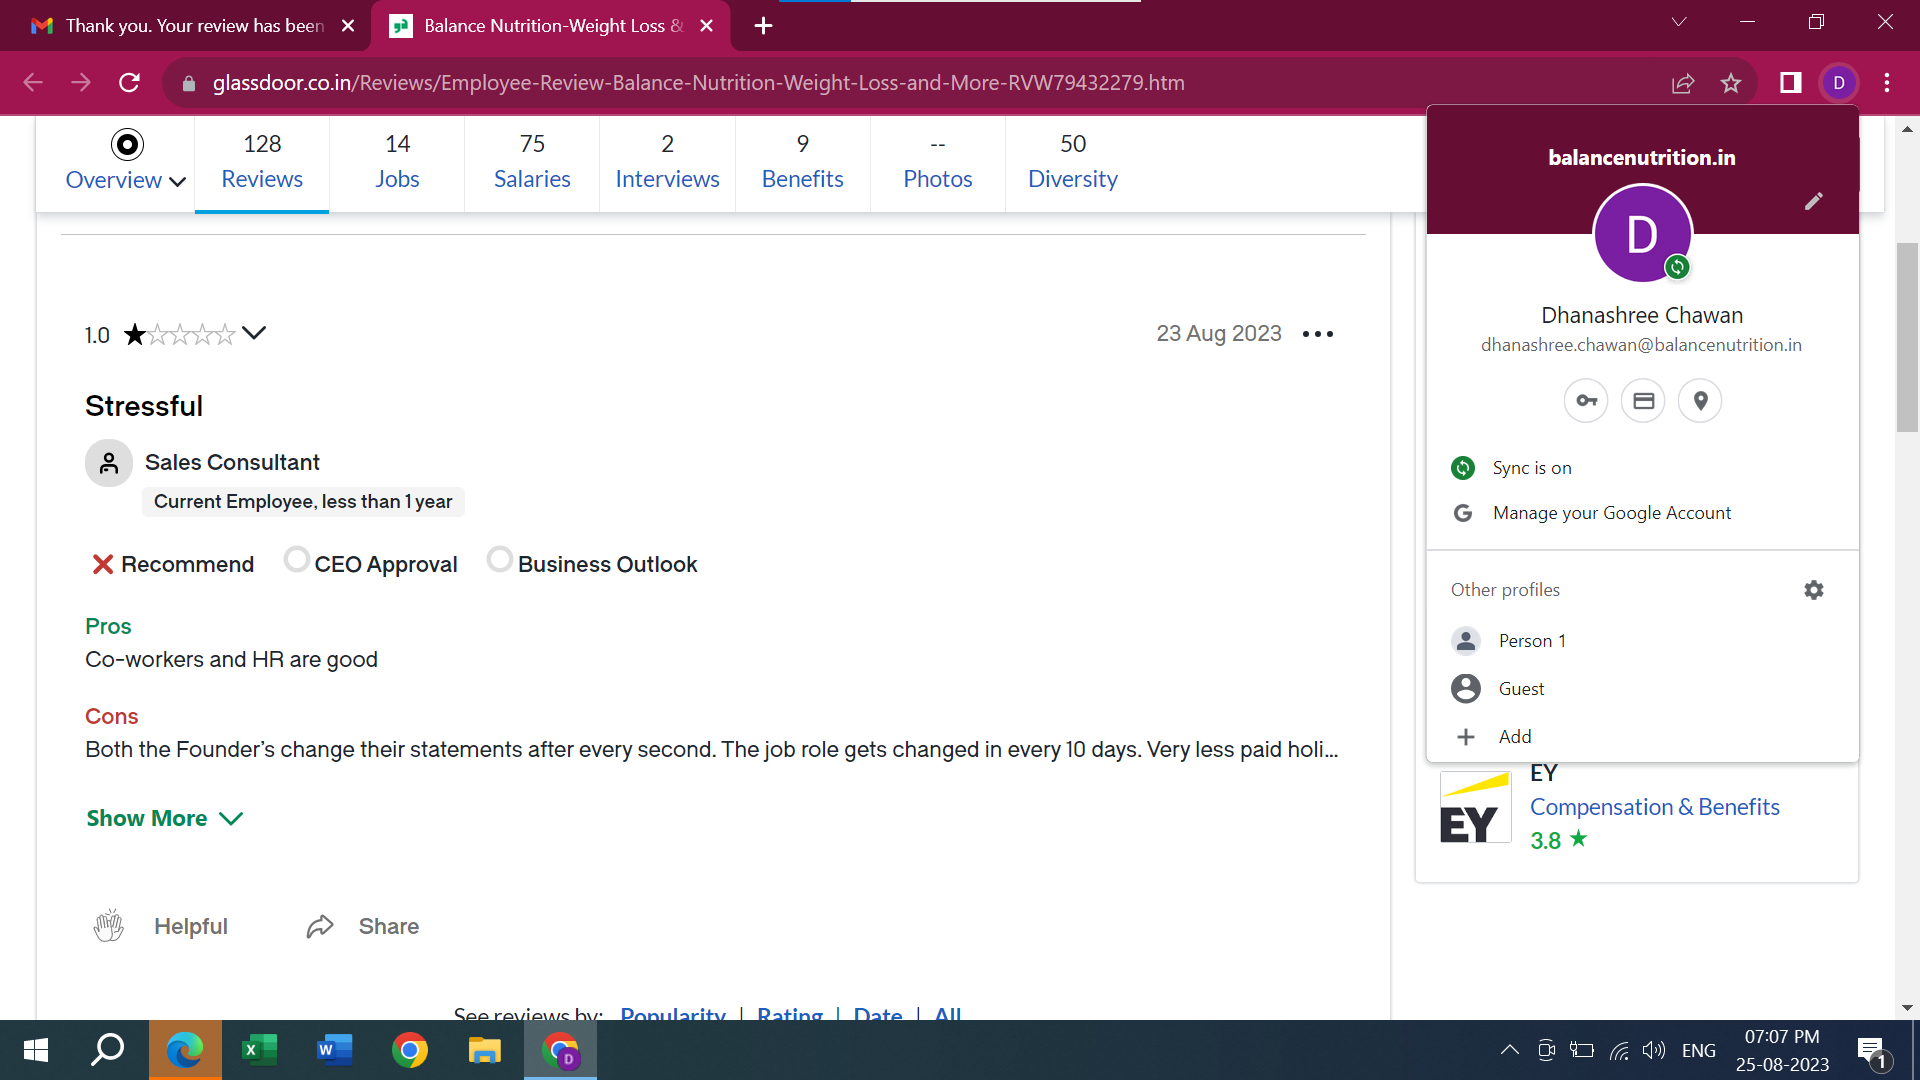 Thank you. Your review has been
Balance Nutrition-Weight Loss &
glassdoor.co.in/Reviews/Employee-Review-Balance-Nutrition-Weight-Loss-and-More-RVW79432279.htm
D
Overview
128
Reviews
14
Jobs
75
Salaries
2
Interviews
9
Benefits
--
Photos
50
Diversity
1.0
23 Aug 2023
Stressful
Sales Consultant
Current Employee, less than 1 year
Recommend
CEO Approval
Business Outlook
Pros
Co-workers and HR are good
Cons
Both the Founder’s change their statements after every second. The job role gets changed in every 10 days. Very less paid holi...
Show More
Helpful
Share
See reviews by: Popularity | Rating | Date | All
balancenutrition.in
D
Dhanashree Chawan
dhanashree.chawan@balancenutrition.in
Sync is on
G Manage your Google Account
Other profiles
Person 1
Guest
+ Add
EY
EY
Compensation & Benefits
3.8 ★
X
W
D
ENG
07:07 PM
25-08-2023
1